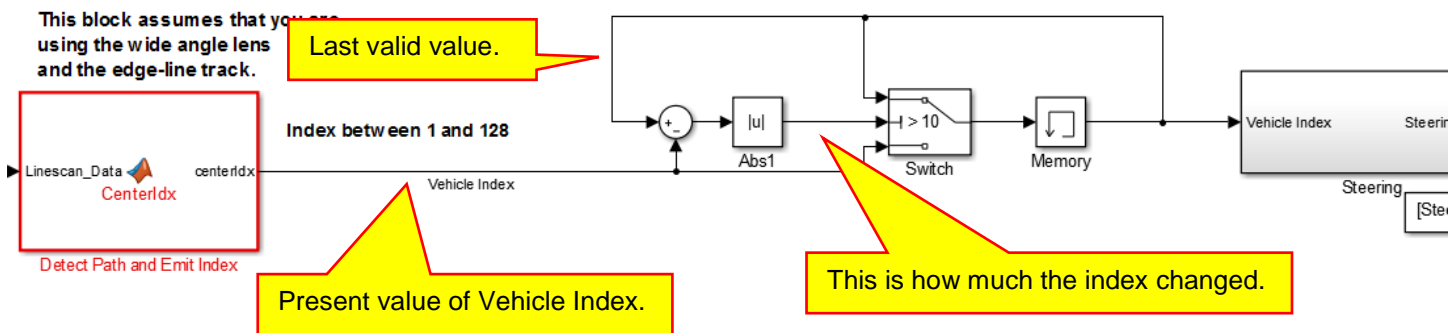 This block assumes that you are
using the wide angle lens
and the edge-line track.
Last valid value.
Index between 1 and 128
Linescan_Data
centerIdx
CenterIdx
Detect Path and Emit Index
Vehicle Index
Present value of Vehicle Index.
+
-
|u|
Abs1
> 10
Switch
Memory
This is how much the index changed.
Vehicle Index
Steering
[Stee